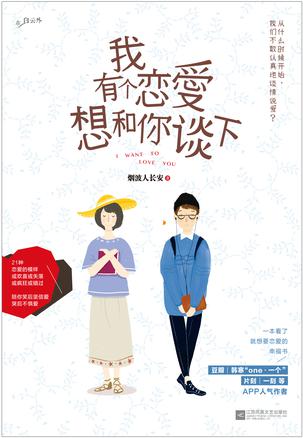 白云外
从什么时候开始，
我们不敢认真地谈情说爱？
我
有个恋爱
想和你谈下
I WANT TO
LOVE YOU
烟波人长安 著
21种
恋爱的模样
或欢喜或失落
或疯狂或错过
陪你哭后坚信爱
笑后不惧爱
一本看了
就想要恋爱的
幸福书
豆瓣｜韩寒“one·一个”
片刻｜一刻 等
APP人气作者
江苏凤凰文艺出版社